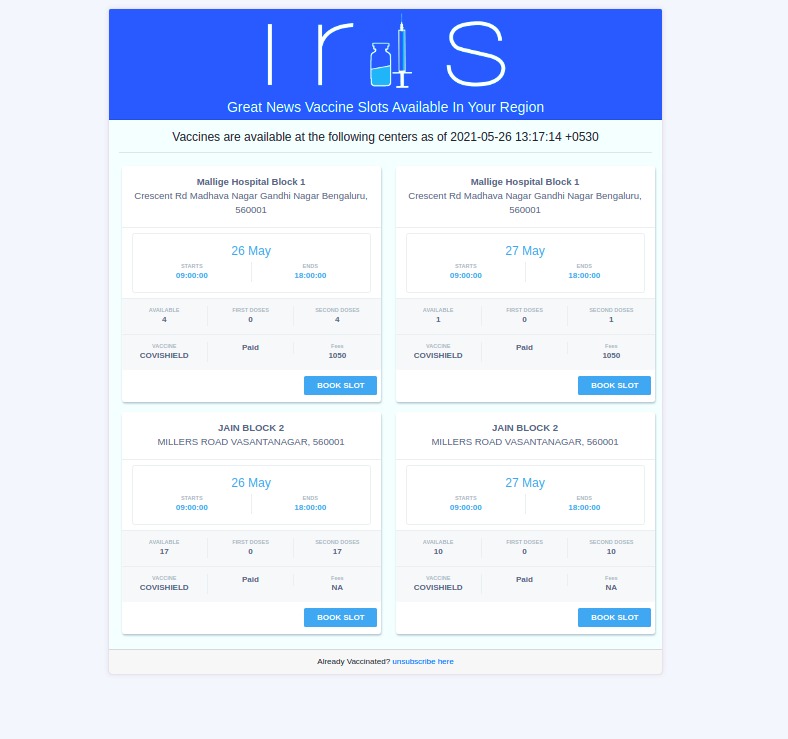 Iris
Great News Vaccine Slots Available In Your Region
Vaccines are available at the following centers as of 2021-05-26 13:17:14 +0530
Mallige Hospital Block 1
Crescent Rd Madhava Nagar Gandhi Nagar Bengaluru,
560001
26 May
STARTS ENDS
09:00:00 18:00:00
AVAILABLE FIRST DOSES SECOND DOSES
4 0 4
VACCINE Paid Fees
COVISHIELD 1050
BOOK SLOT
Mallige Hospital Block 1
Crescent Rd Madhava Nagar Gandhi Nagar Bengaluru,
560001
27 May
STARTS ENDS
09:00:00 18:00:00
AVAILABLE FIRST DOSES SECOND DOSES
1 0 1
VACCINE Paid Fees
COVISHIELD 1050
BOOK SLOT
JAIN BLOCK 2
MILLERS ROAD VASANTANAGAR, 560001
26 May
STARTS ENDS
09:00:00 18:00:00
AVAILABLE FIRST DOSES SECOND DOSES
17 0 17
VACCINE Paid Fees
COVISHIELD NA
BOOK SLOT
JAIN BLOCK 2
MILLERS ROAD VASANTANAGAR, 560001
27 May
STARTS ENDS
09:00:00 18:00:00
AVAILABLE FIRST DOSES SECOND DOSES
10 0 10
VACCINE Paid Fees
COVISHIELD NA
BOOK SLOT
Already Vaccinated? unsubscribe here